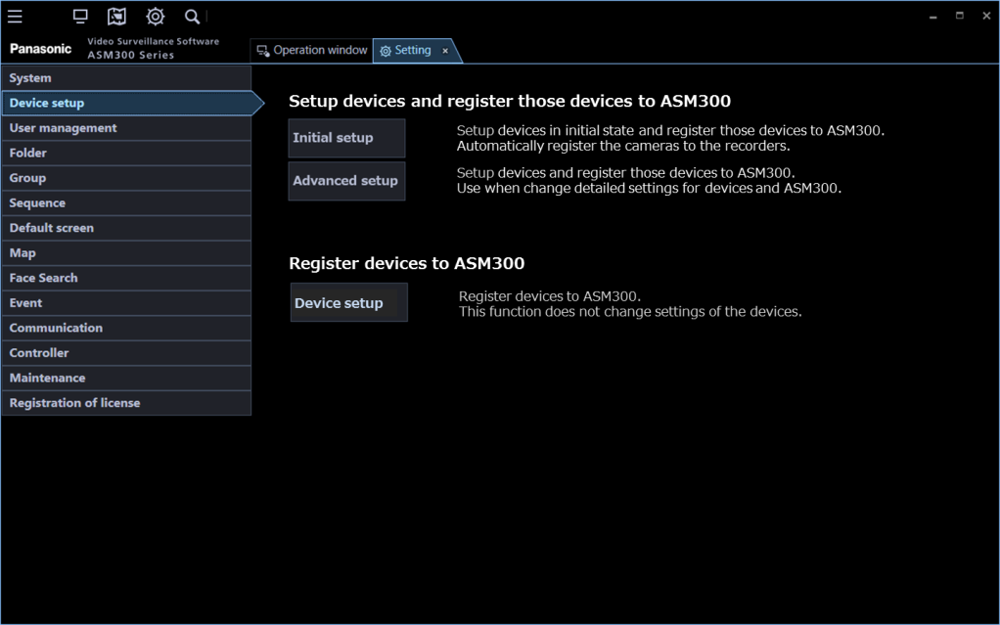 Panasonic
Video Surveillance Software
ASM300 Series
Operation window
Setting
System
Device setup
User management
Folder
Group
Sequence
Default screen
Map
Face Search
Event
Communication
Controller
Maintenance
Registration of license
Setup devices and register those devices to ASM300
Initial setup
Setup devices in initial state and register those devices to ASM300.
Automatically register the cameras to the recorders.
Advanced setup
Setup devices and register those devices to ASM300.
Use when change detailed settings for devices and ASM300.
Register devices to ASM300
Device setup
Register devices to ASM300.
This function does not change settings of the devices.